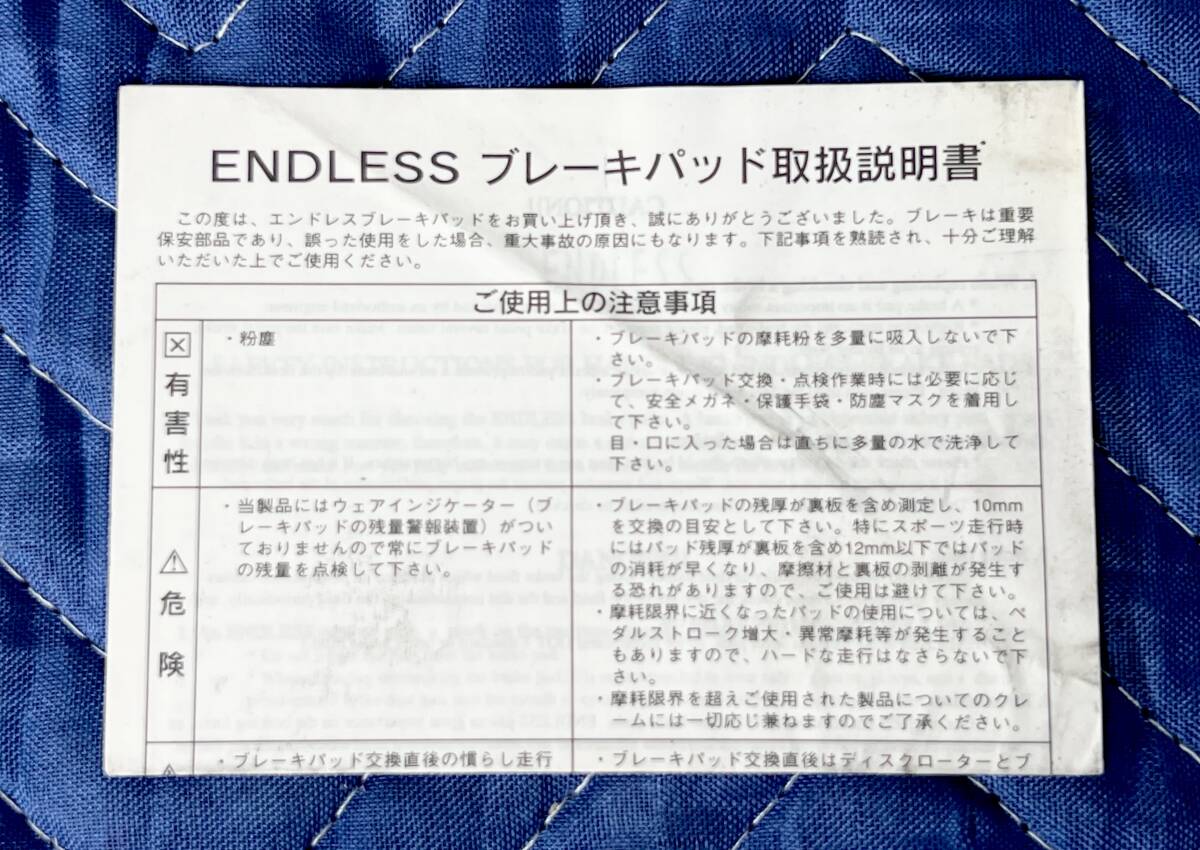 ENDLESS ブレーキパッド取扱説明書
この度は、エンドレスブレーキパッドをお買い上げ頂き、誠にありがとうございました。ブレーキは重要
保安部品であり、誤った使用をした場合、重大事故の原因にもなります。下記事項を熟読され、十分ご理解
いただいた上でご使用ください。
ご使用上の注意事項
有害性
・粉塵
・ブレーキパッドの摩耗粉を多量に吸入しないで下
さい。
・ブレーキパッド交換・点検作業時には必要に応じ
て、安全メガネ・保護手袋・防塵マスクを着用し
て下さい。
目・口に入った場合は直ちに多量の水で洗浄して
下さい。
危険
・当製品にはウェアインジケーター（ブ
レーキパッドの残量警報装置）がつい
ておりませんので常にブレーキパッド
の残量を点検して下さい。
・ブレーキパッドの残厚が裏板を含め測定し、10mm
を交換の目安として下さい。特にスポーツ走行時
にはパッド残厚が裏板を含め12mm以下ではパッド
の消耗が早くなり、摩擦材と裏板の剥離が発生す
る恐れがありますので、ご使用は避けて下さい。
・摩耗限界に近くなったパッドの使用については、ペ
ダルストローク増大・異常摩耗等が発生すること
もありますので、ハードな走行はなさらないで下
さい。
・摩耗限界を超えご使用された製品についてのクレ
ームには一切応じ兼ねますのでご了承ください。
・ブレーキパッド交換直後の慣らし走行
・ブレーキパッド交換直後はディスクローターとブ